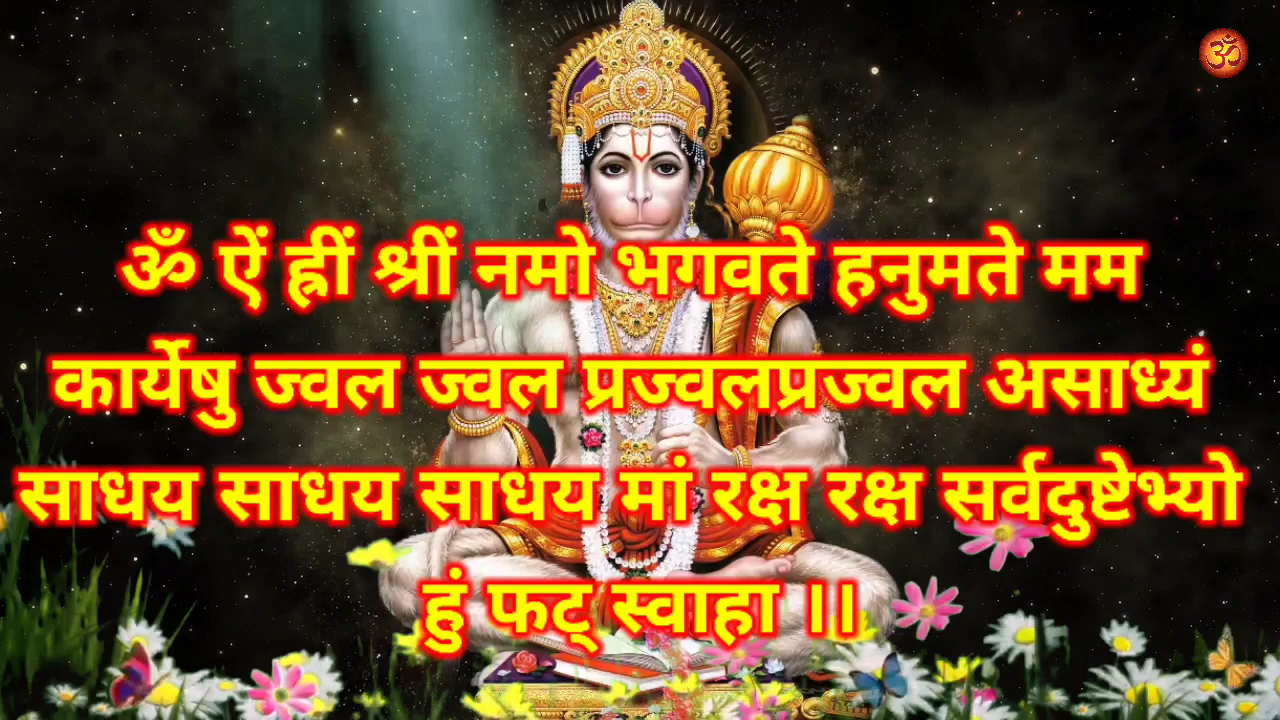 ॐ ऐं ह्रीं श्रीं नमो भगवते हनुमते मम
कार्येषु ज्वल ज्वल प्रज्वलप्रज्वल असाध्यं
साधय साधय साधय मां रक्ष रक्ष सर्वदुष्टेभ्यो
हुं फट् स्वाहा ।।
ॐ